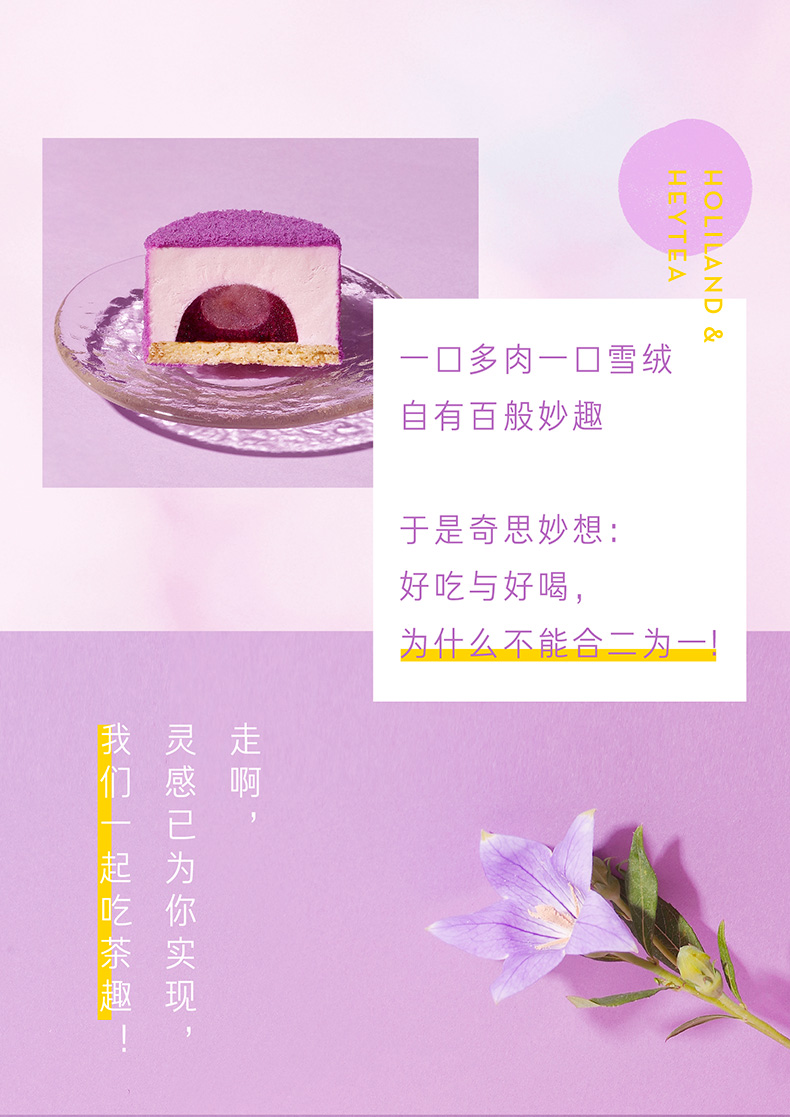 HOLILAND &
HEYTEA
一口多肉一口雪绒
自有百般妙趣
于是奇思妙想：
好吃与好喝，
为什么不能合二为一!
走啊，
灵感已为你实现，
我们一起吃茶趣！